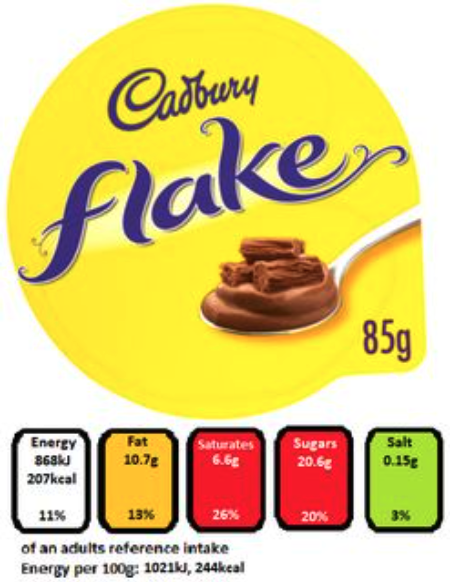 Cadbury
flake
85g
Energy Fat Saturates Sugars Salt
868kJ 10.7g 6.6g 20.6g 0.15g
207kcal
11% 13% 26% 20% 3%
of an adults reference intake
Energy per 100g: 1021kJ, 244kcal